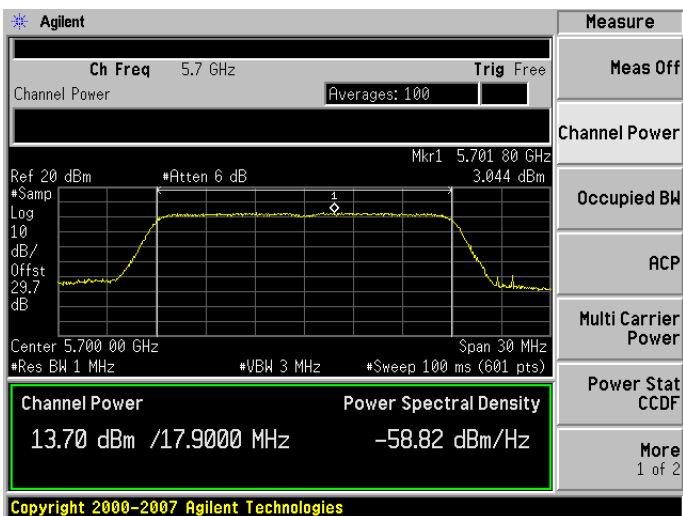 Agilent
Measure
Ch Freq 5.7 GHz Trig Free
Channel Power Averages: 100
Mkr1 5.701 80 GHz
Ref 20 dBm #Atten 6 dB 3.044 dBm
#Samp
Log
10
dB/
Offst
29.7
dB
1
Center 5.700 00 GHz Span 30 MHz
#Res BW 1 MHz #VBW 3 MHz #Sweep 100 ms (601 pts)
Channel Power Power Spectral Density
13.70 dBm /17.9000 MHz -58.82 dBm/Hz
Copyright 2000-2007 Agilent Technologies
Meas Off
Channel Power
Occupied BW
ACP
Multi Carrier
Power
Power Stat
CCDF
More
1 of 2